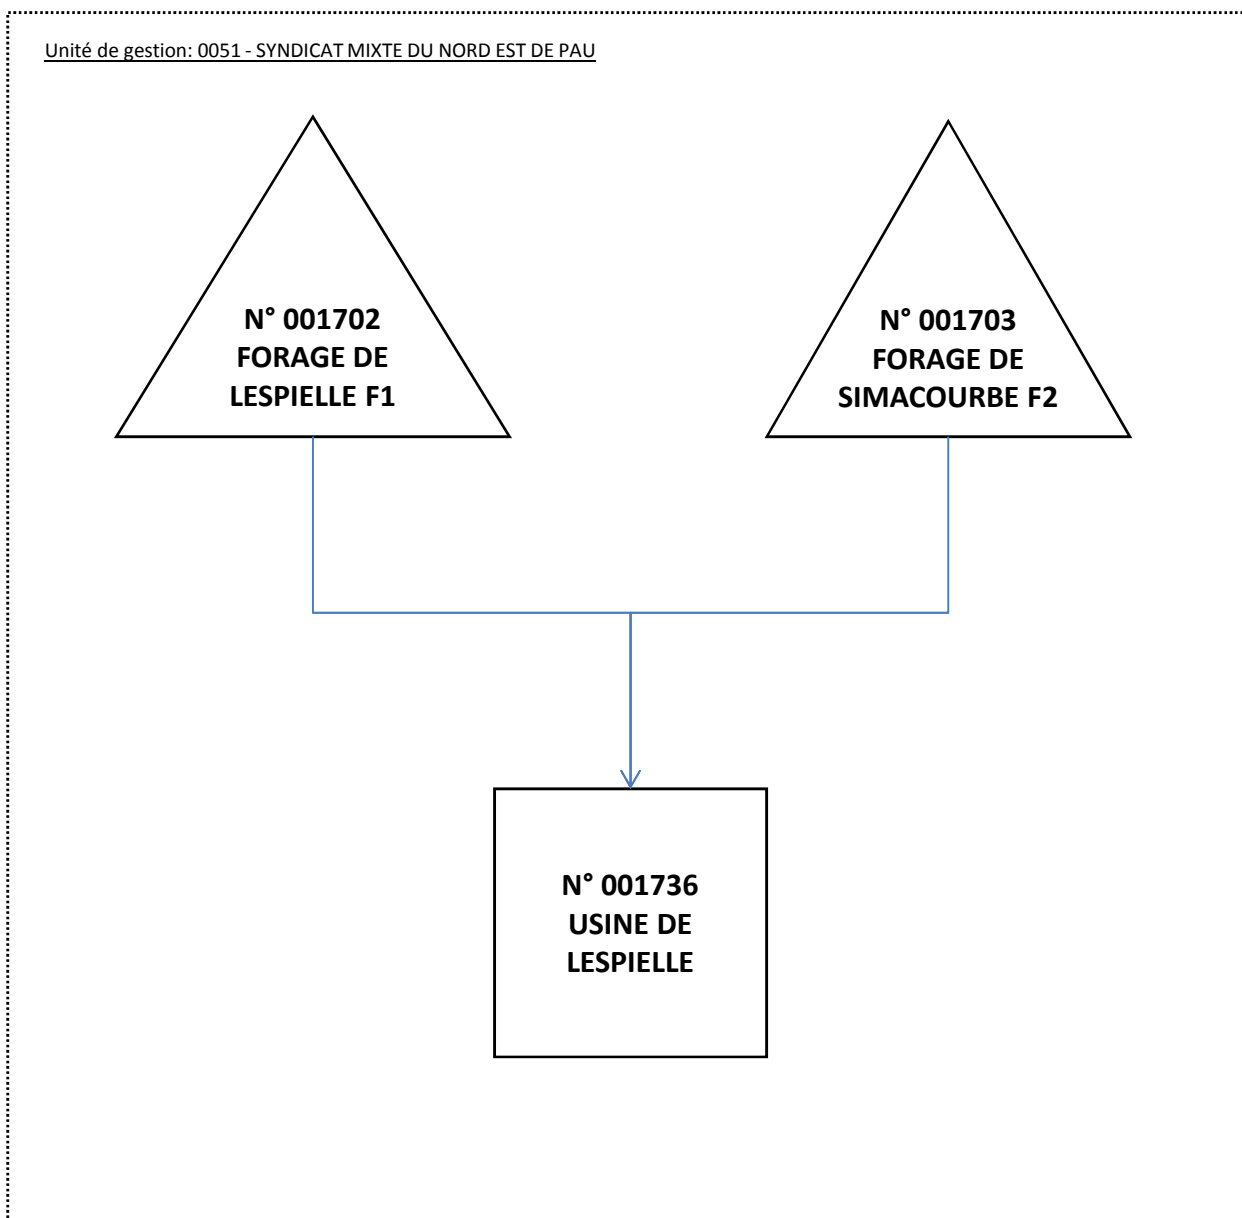 Unité de gestion: 0051 - SYNDICAT MIXTE DU NORD EST DE PAU
N° 001702
FORAGE DE
LESPIELLE F1
N° 001703
FORAGE DE
SIMACOURBE F2
N° 001736
USINE DE
LESPIELLE